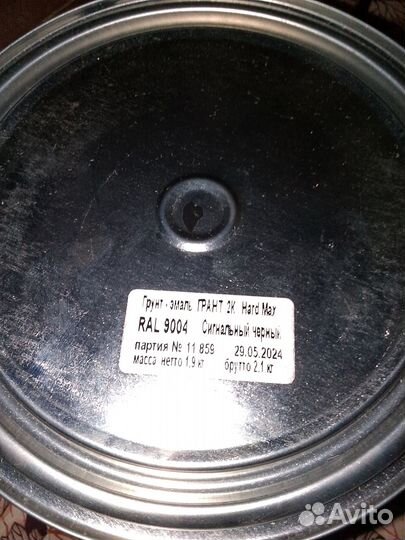 Грунт - эмаль ГРАНТ 2К Hard Max
RAL 9004 Сигнальный черный
партия № 11 859 29.05.2024
масса нетто 1,9 кг брутто 2.1 кг
Avito